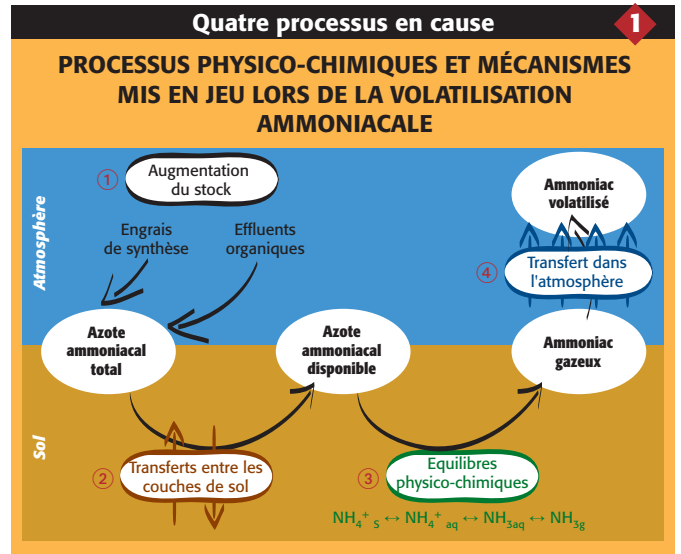 Quatre processus en cause
1
PROCESSUS PHYSICO-CHIMIQUES ET MÉCANISMES
MIS EN JEU LORS DE LA VOLATILISATION
AMMONIACALE
Atmosphère
① Augmentation
du stock
Engrais
de synthèse
Effluents
organiques
Ammoniac
volatilisé
④ Transfert dans
l'atmosphère
Azote
ammoniacal
total
Azote
ammoniacal
disponible
Ammoniac
gazeux
Sol
② Transferts entre les
couches de sol
③ Equilibres
physico-chimiques
NH₄⁺ S ↔ NH₄⁺ aq ↔ NH₃aq ↔ NH₃g